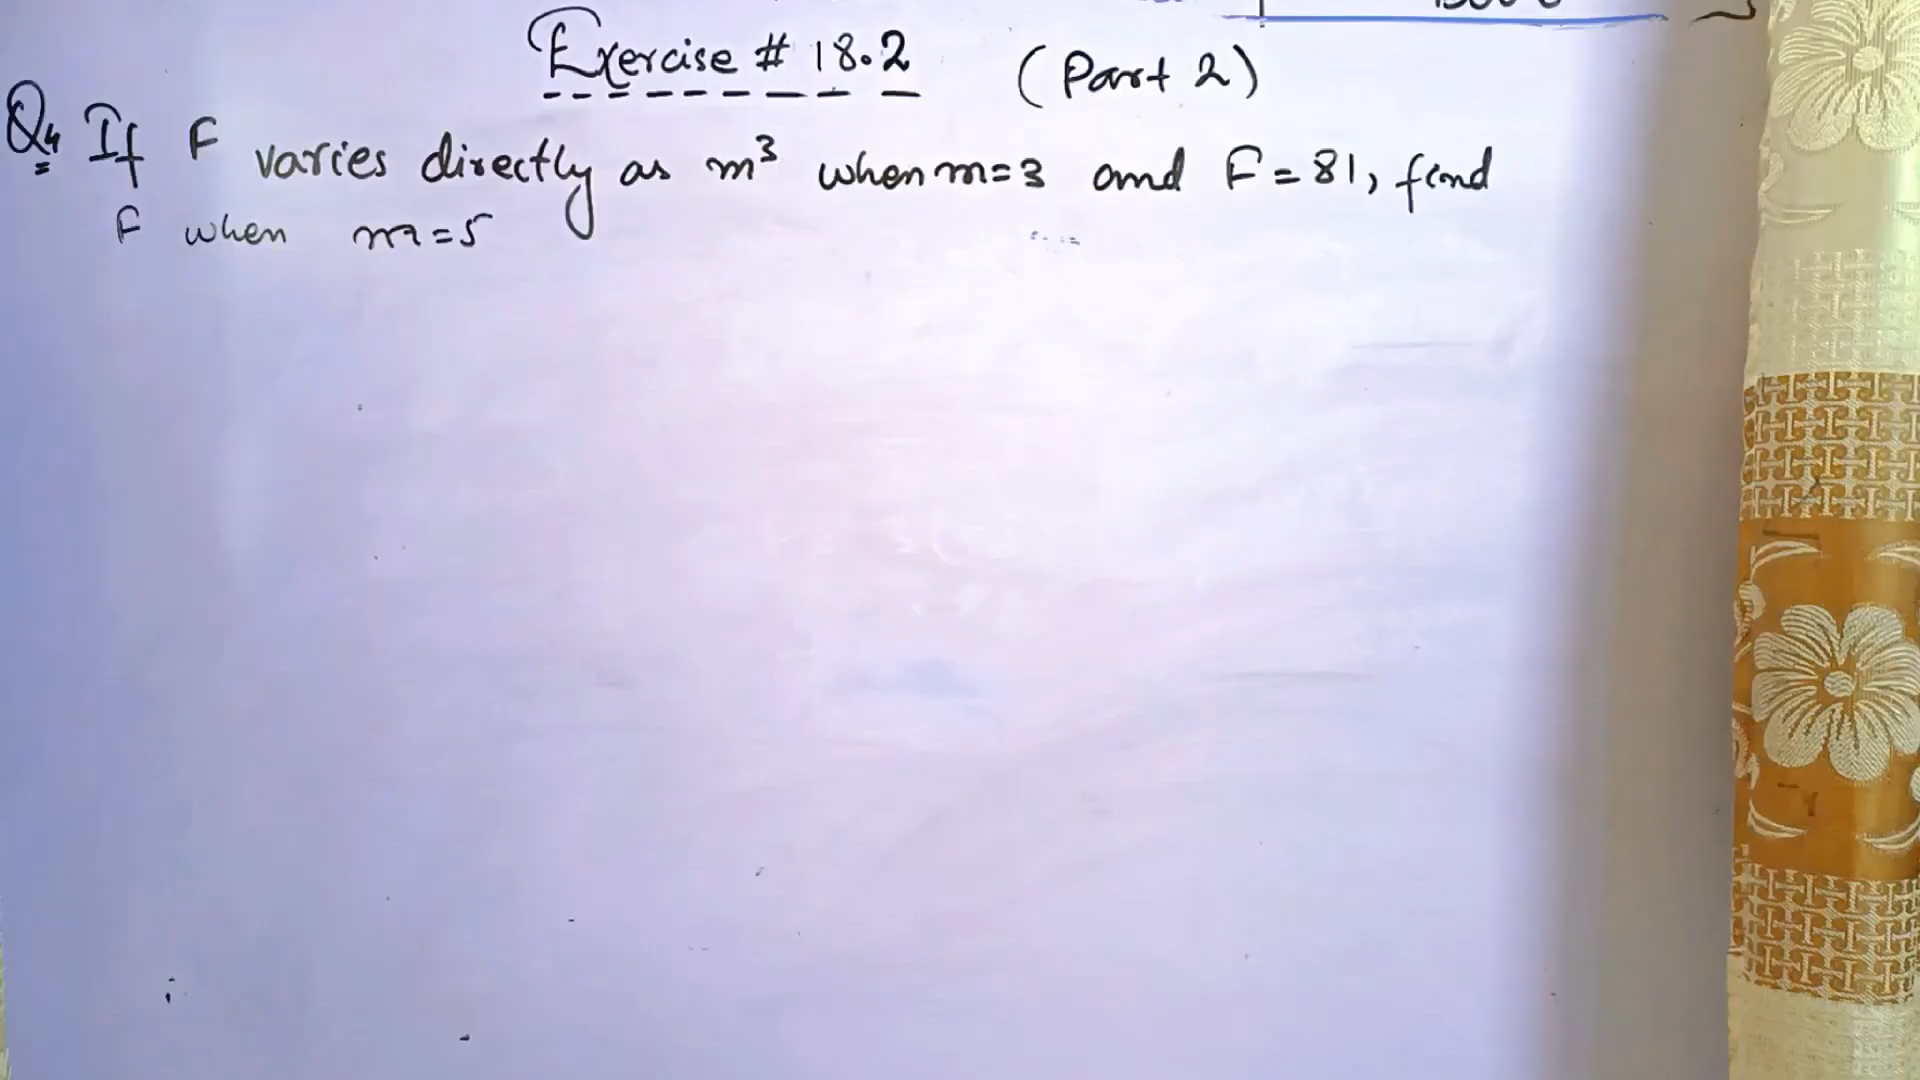 Exercise # 18.2 (Part 2)
Q4 If F varies directly as m³ when m=3 and F=81, find
F when m=5